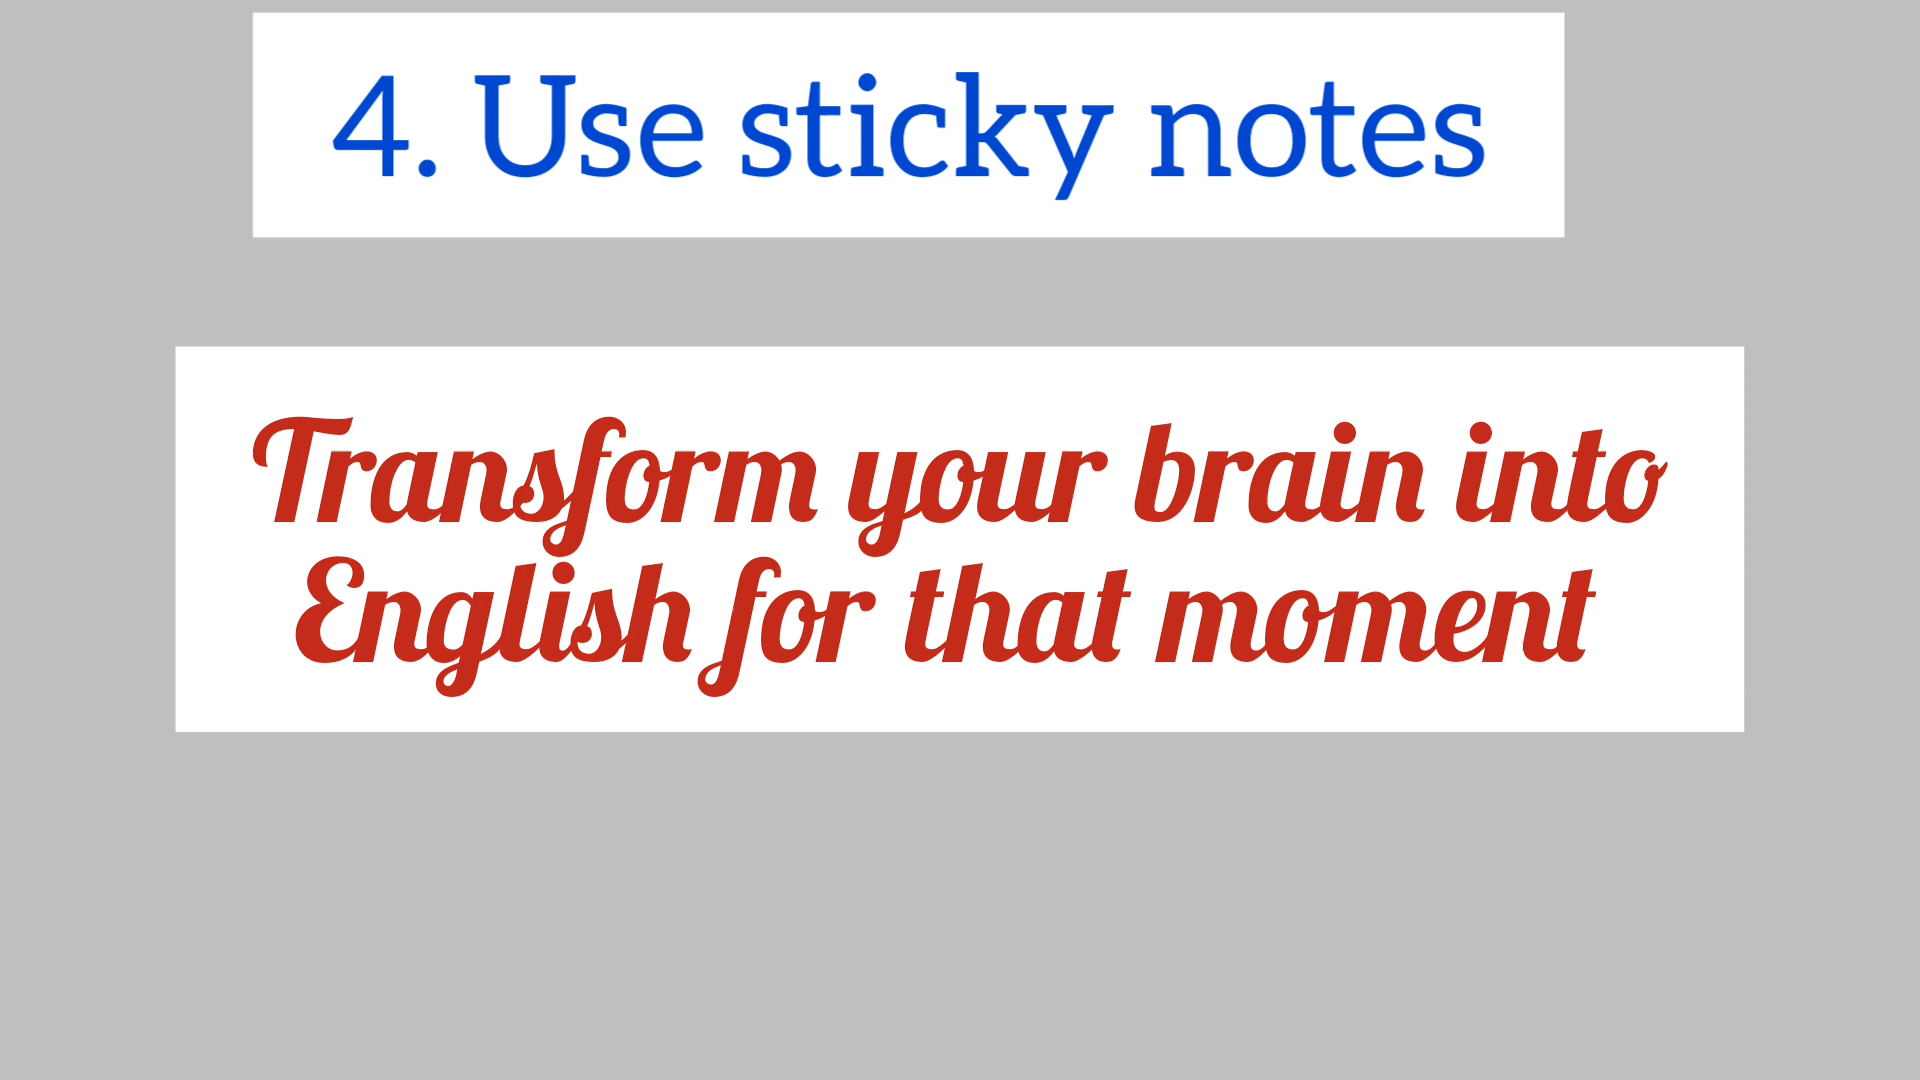 4. Use sticky notes
Transform your brain into
English for that moment